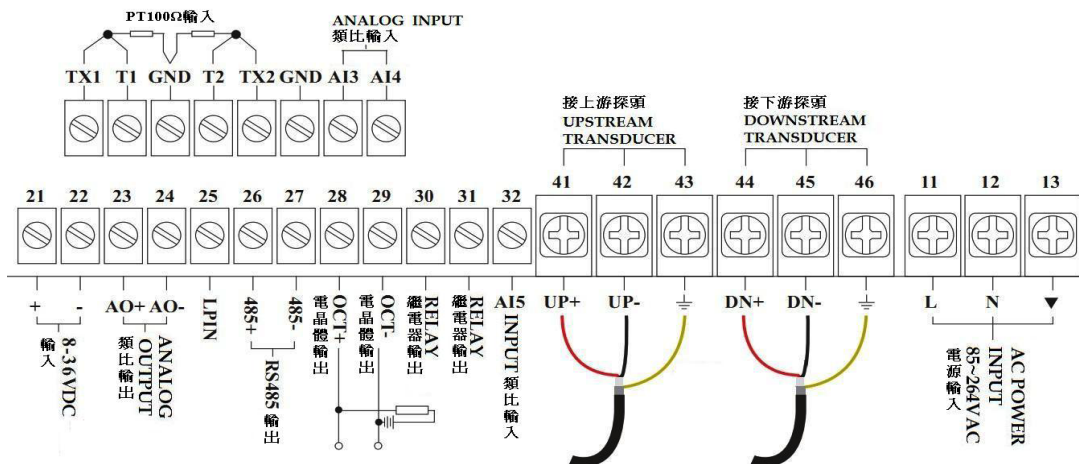 PT100Ω輸入
ANALOG INPUT
類比輸入
TX1 T1 GND T2 TX2 GND AI3 AI4
接上游探頭
UPSTREAM
TRANSDUCER
接下游探頭
DOWNSTREAM
TRANSDUCER
21 22 23 24 25 26 27 28 29 30 31 32 41 42 43 44 45 46 11 12 13
+ - AO+ AO- LPIN 485+ 485- OCT+ OCT- RELAY RELAY AI5 UP+ UP- DN+ DN- L N
8-36VDC
輸入
ANALOG
OUTPUT
類比輸出
RS485 輸出
電晶體輸出
電晶體輸出
繼電器輸出
繼電器輸出
INPUT 類比輸入
AC POWER
INPUT
85~264VAC
電源輸入